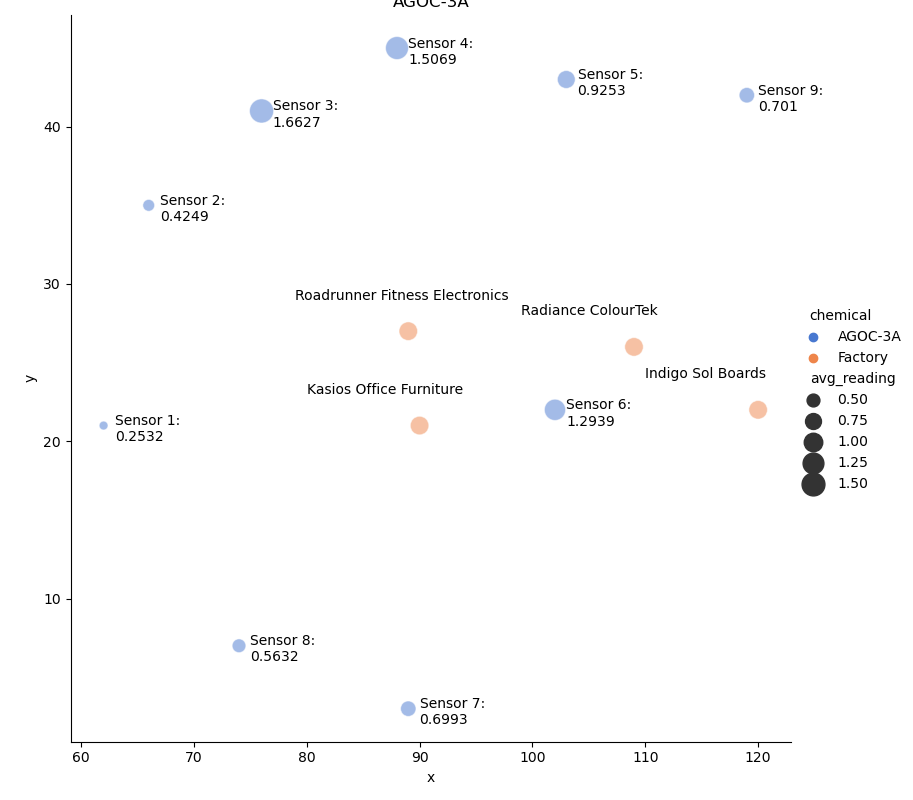 AGOC-3A
Sensor 4:
1.5069
Sensor 5:
0.9253
Sensor 9:
0.701
Sensor 3:
1.6627
Sensor 2:
0.4249
Roadrunner Fitness Electronics
Radiance ColourTek
Indigo Sol Boards
Kasios Office Furniture
Sensor 6:
1.2939
Sensor 1:
0.2532
Sensor 8:
0.5632
Sensor 7:
0.6993
40
30
20
10
y
60 70 80 90 100 110 120
x
chemical
AGOC-3A
Factory
avg_reading
0.50
0.75
1.00
1.25
1.50